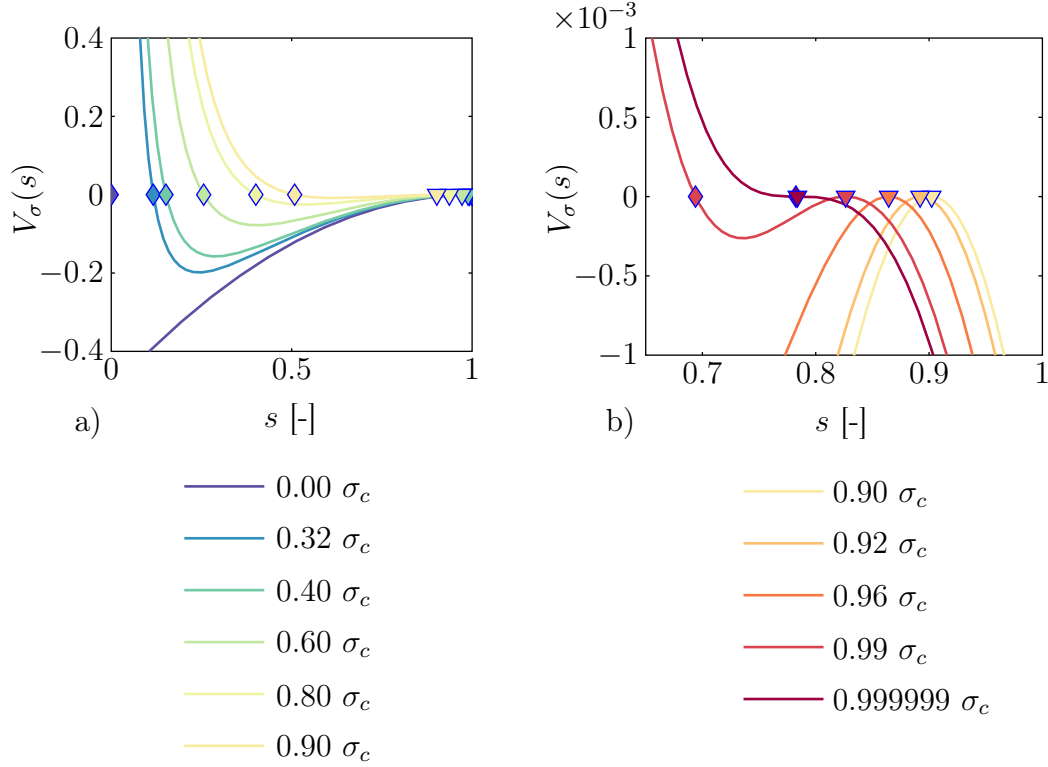 ×10⁻³
0.4
0.2
0
−0.2
−0.4
V_σ(s)
0
0.5
1
s [-]
a)
1
0.5
0
−0.5
−1
V_σ(s)
0.7
0.8
0.9
1
s [-]
b)
0.00 σ_c
0.32 σ_c
0.40 σ_c
0.60 σ_c
0.80 σ_c
0.90 σ_c
0.90 σ_c
0.92 σ_c
0.96 σ_c
0.99 σ_c
0.999999 σ_c